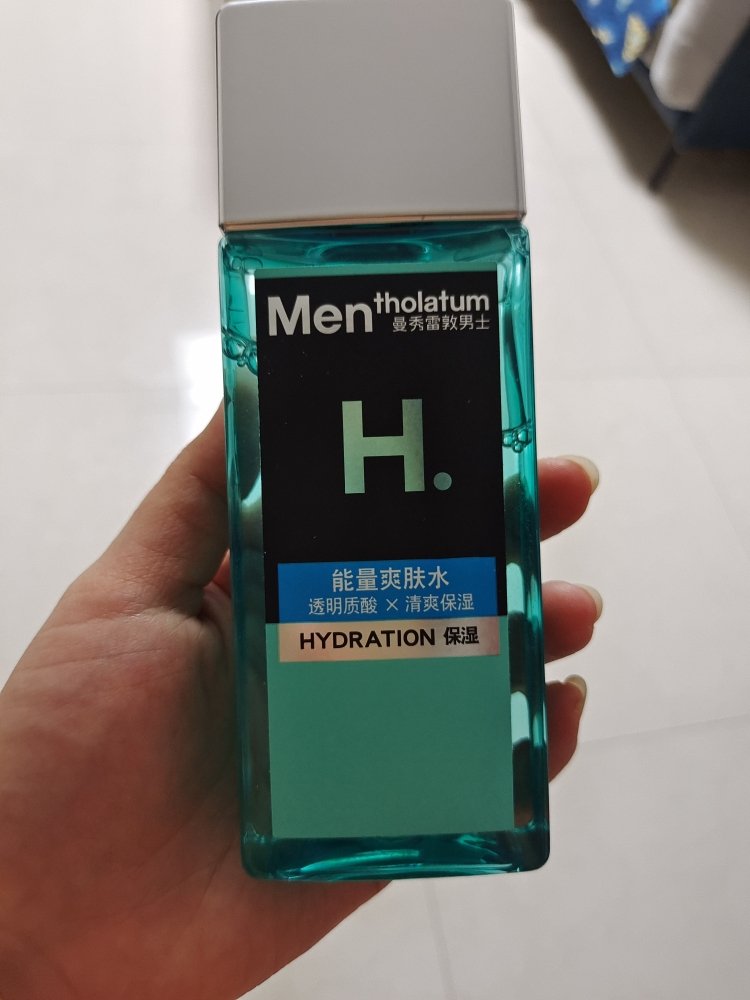 Mentholatum
曼秀雷敦男士
H.
能量爽肤水
透明质酸 × 清爽保湿
HYDRATION 保湿